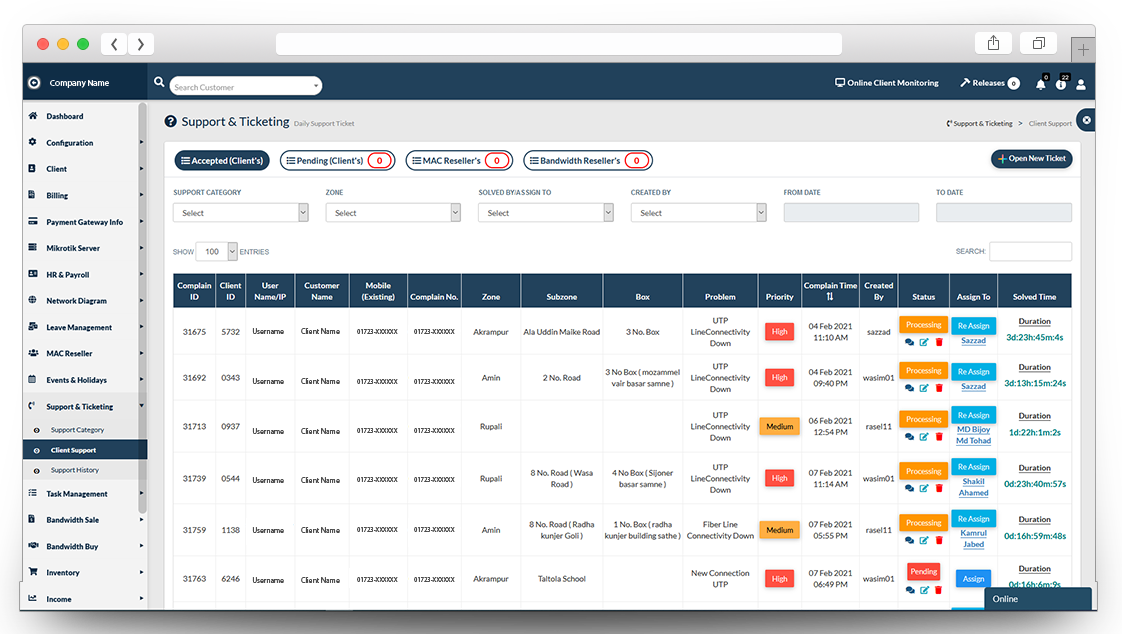 Company Name
Search Customer
Online Client Monitoring
Releases 0
0
22
Dashboard
Configuration
Client
Billing
Payment Gateway Info
Mikrotik Server
HR & Payroll
Network Diagram
Leave Management
MAC Reseller
Events & Holidays
Support & Ticketing
Support Category
Client Support
Support History
Task Management
Bandwidth Sale
Bandwidth Buy
Inventory
Income
Support & Ticketing Daily Support Ticket
Support & Ticketing > Client Support
Accepted (Client's)
Pending (Client's) 0
MAC Reseller's 0
Bandwidth Reseller's 0
Open New Ticket
SUPPORT CATEGORY
ZONE
SOLVED BY/ASSIGN TO
CREATED BY
FROM DATE
TO DATE
Select
Select
Select
Select
SHOW 100 ENTRIES
SEARCH:
Complain ID
Client ID
User Name/IP
Customer Name
Mobile (Existing)
Complain No.
Zone
Subzone
Box
Problem
Priority
Complain Time
Created By
Status
Assign To
Solved Time
31675 5732 Username Client Name 01723-XXXXXX 01723-XXXXXX Akrampur Ala Uddin Maike Road 3 No. Box
UTP
LineConnectivity
Down
High
04 Feb 2021
11:10 AM
sazzad
Processing
Re Assign
Sazzad
Duration
3d:23h:45m:4s
31692 0343 Username Client Name 01723-XXXXXX 01723-XXXXXX Amin 2 No. Road
3 No Box ( mozammel
vair basar samne )
UTP
LineConnectivity
Down
High
04 Feb 2021
09:40 PM
wasim01
Processing
Re Assign
Sazzad
Duration
3d:13h:15m:24s
31713 0937 Username Client Name 01723-XXXXXX 01723-XXXXXX Rupali
UTP
LineConnectivity
Down
Medium
06 Feb 2021
12:54 PM
rasel11
Processing
Re Assign
MD Bijoy
Md Tohad
Duration
1d:22h:1m:2s
31739 0544 Username Client Name 01723-XXXXXX 01723-XXXXXX Rupali
8 No. Road ( Wasa
Road )
4 No Box ( Sijoner
basar samne )
UTP
LineConnectivity
Down
High
07 Feb 2021
11:14 AM
wasim01
Processing
Re Assign
Shakil
Ahamed
Duration
0d:23h:40m:57s
31759 1138 Username Client Name 01723-XXXXXX 01723-XXXXXX Amin
8 No. Road ( Radha
kunjer Goli )
1 No. Box ( radha
kunjer building sathe )
Fiber Line
Connectivity Down
Medium
07 Feb 2021
05:55 PM
rasel11
Processing
Re Assign
Kamrul
Jabed
Duration
0d:16h:59m:48s
31763 6246 Username Client Name 01723-XXXXXX 01723-XXXXXX Akrampur Taltola School
New Connection
UTP
High
07 Feb 2021
06:49 PM
wasim01
Pending
Assign
Duration
0d:16h:6m:9s
Online